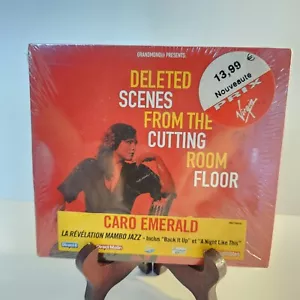 GRANDMONO PRESENTS:
DELETED
SCENES
FROM THE
CUTTING
ROOM
FLOOR
13,99 €
Nouveauté
PRIX
Virgin
CARO EMERALD
LA RÉVÉLATION MAMBO JAZZ - Inclus "Back It Up" et "A Night Like This"